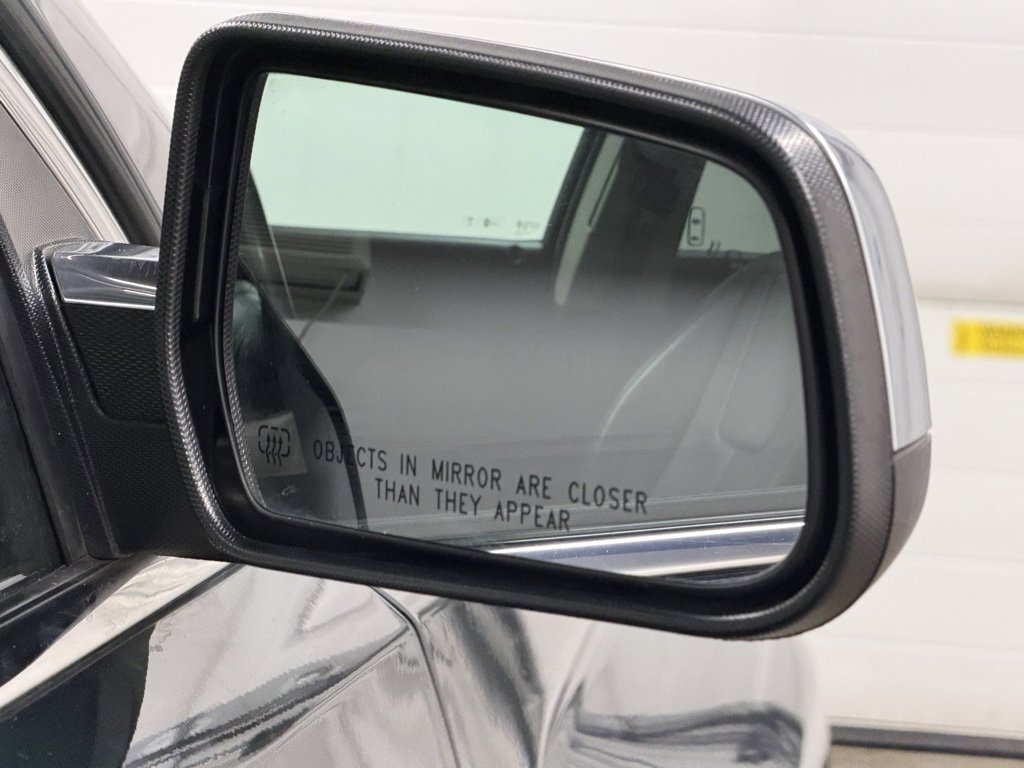 OBJECTS IN MIRROR ARE CLOSER
THAN THEY APPEAR